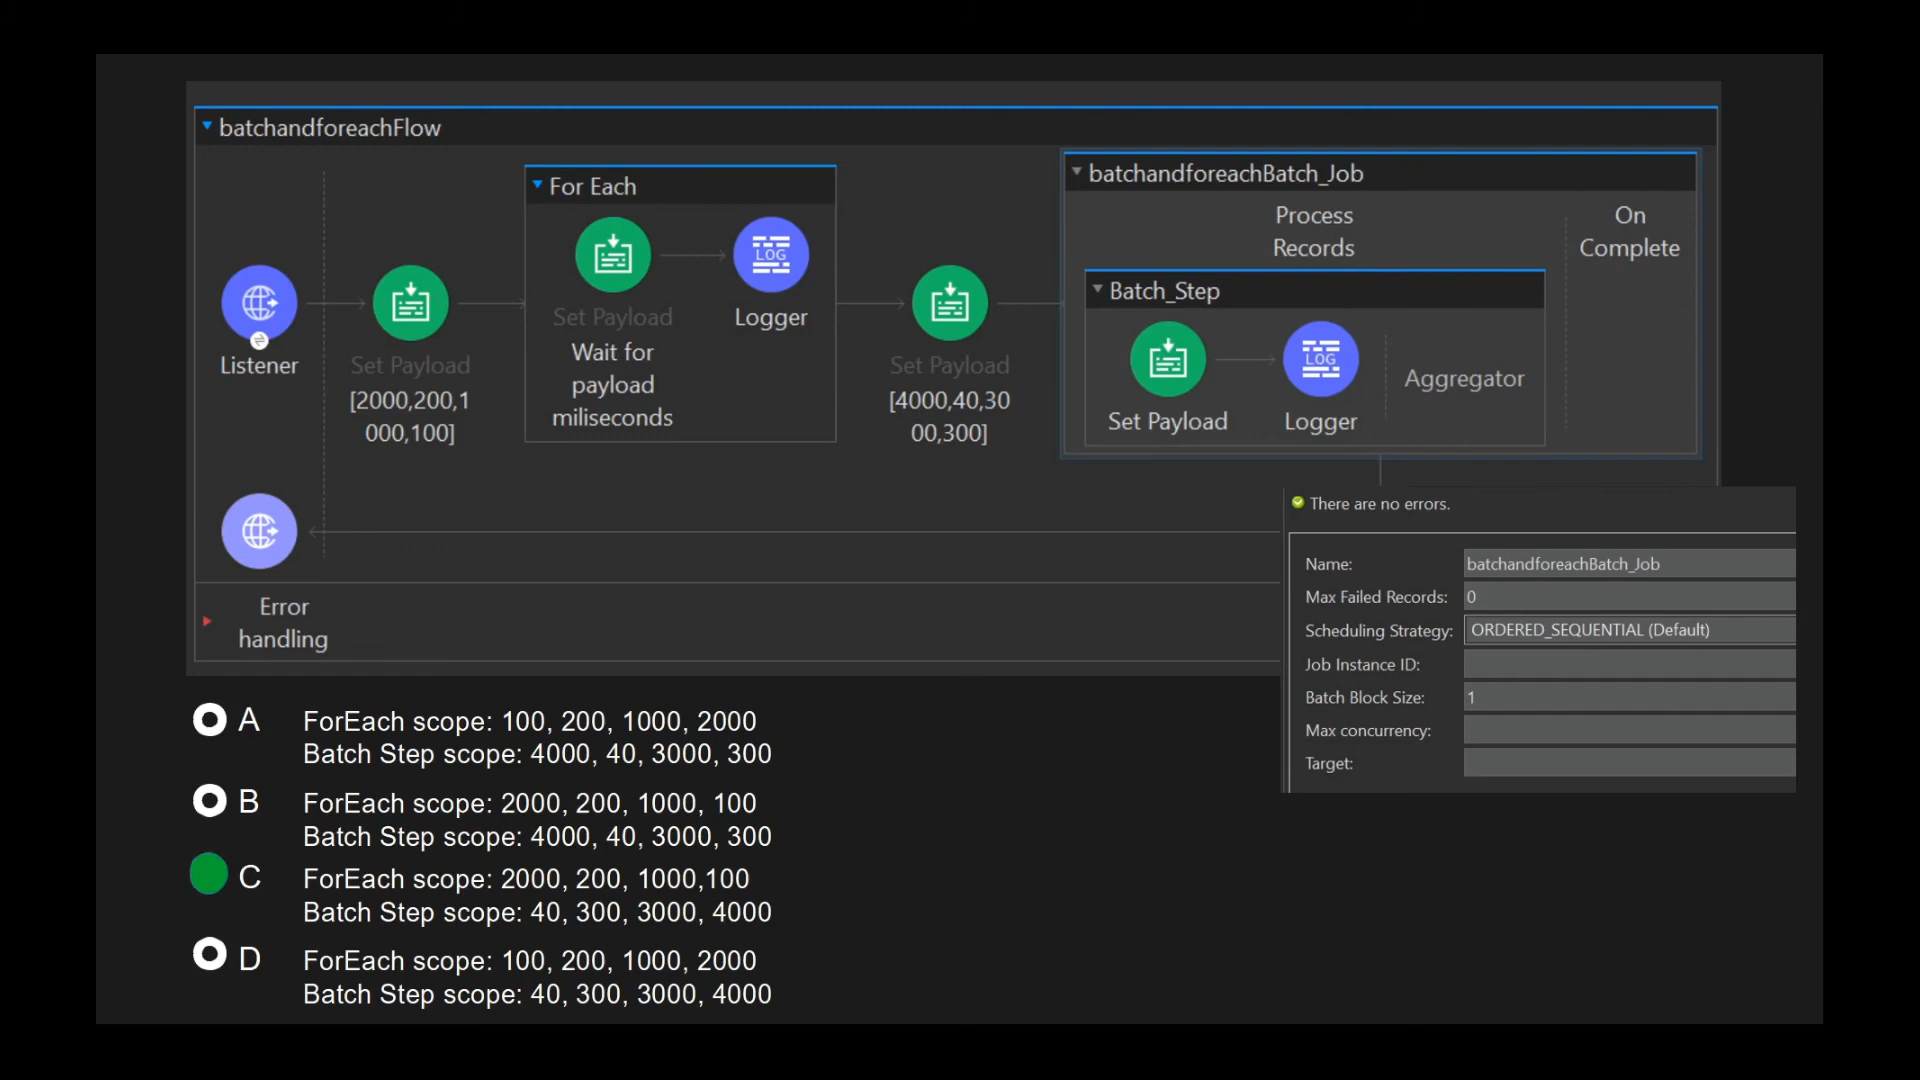 batchandforeachFlow
For Each
batchandforeachBatch_Job
Process
Records
On
Complete
Batch_Step
LOG
LOG
Listener
Set Payload
[2000,200,1
000,100]
Set Payload
Wait for
payload
miliseconds
Logger
Set Payload
[4000,40,30
00,300]
Set Payload
Logger
Aggregator
Error
handling
There are no errors.
Name:
batchandforeachBatch_Job
Max Failed Records:
0
Scheduling Strategy:
ORDERED_SEQUENTIAL (Default)
Job Instance ID:
Batch Block Size:
1
Max concurrency:
Target:
A
ForEach scope: 100, 200, 1000, 2000
Batch Step scope: 4000, 40, 3000, 300
B
ForEach scope: 2000, 200, 1000, 100
Batch Step scope: 4000, 40, 3000, 300
C
ForEach scope: 2000, 200, 1000,100
Batch Step scope: 40, 300, 3000, 4000
D
ForEach scope: 100, 200, 1000, 2000
Batch Step scope: 40, 300, 3000, 4000